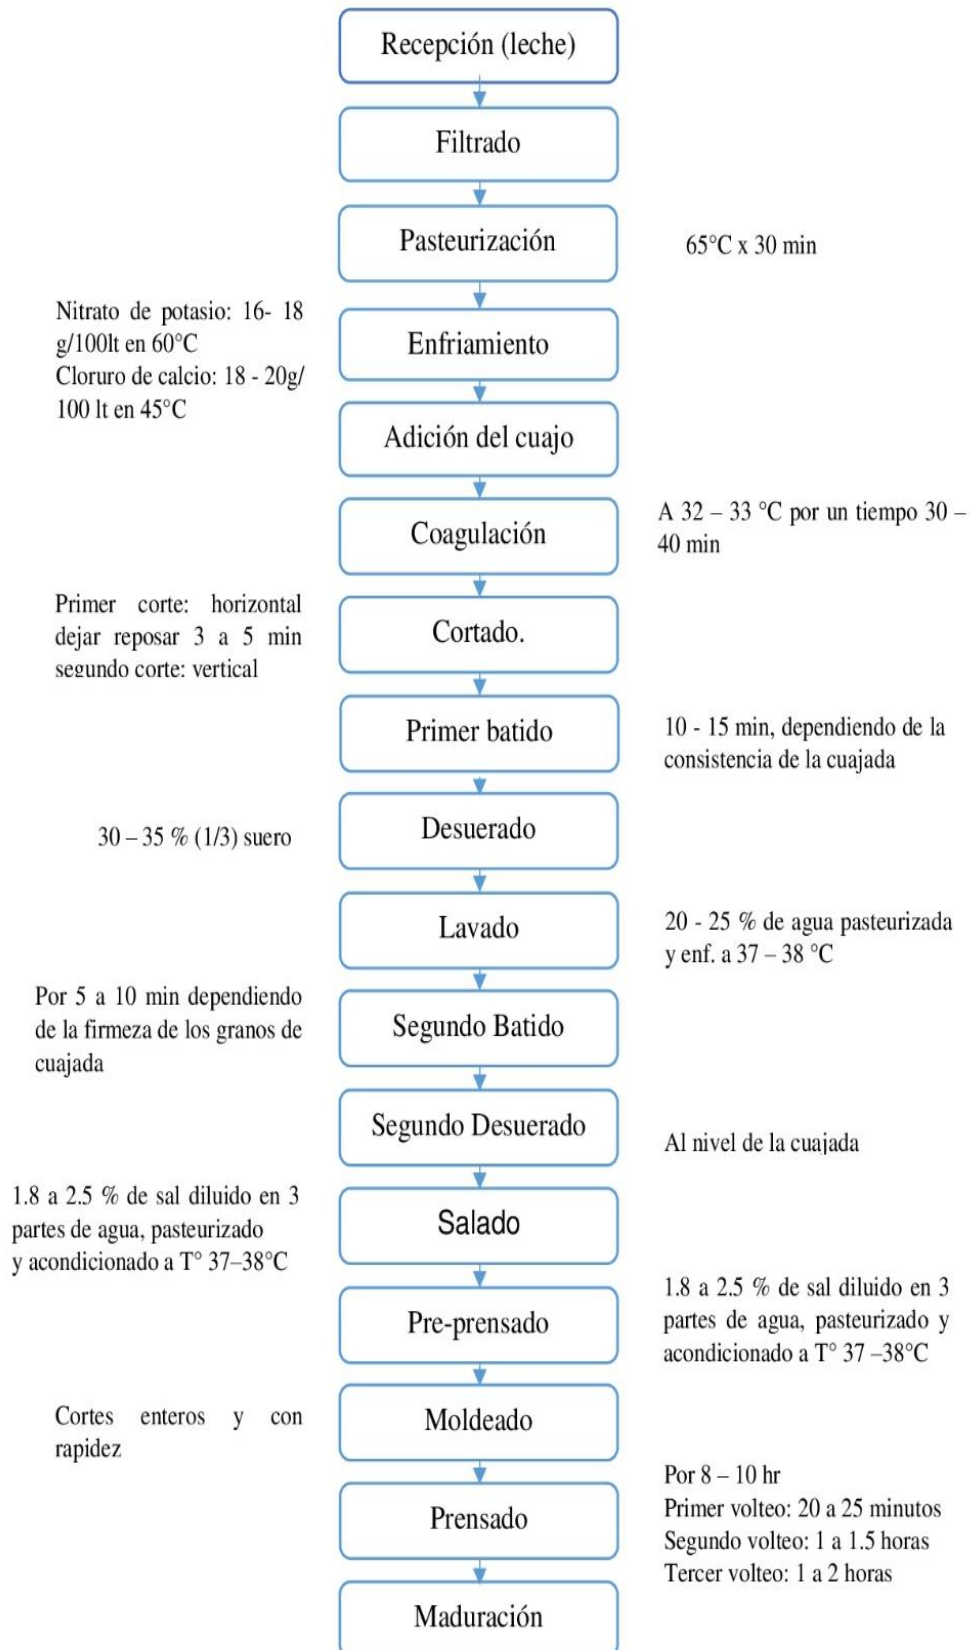 Recepción (leche)
Filtrado
Pasteurización
65°C x 30 min
Nitrato de potasio: 16- 18
g/100lt en 60°C
Cloruro de calcio: 18 - 20g/
100 lt en 45°C
Enfriamiento
Adición del cuajo
Coagulación
A 32 – 33 °C por un tiempo 30 –
40 min
Primer corte: horizontal
dejar reposar 3 a 5 min
segundo corte: vertical
Cortado.
Primer batido
10 - 15 min, dependiendo de la
consistencia de la cuajada
Desuerado
30 – 35 % (1/3) suero
Lavado
20 - 25 % de agua pasteurizada
y enf. a 37 – 38 °C
Por 5 a 10 min dependiendo
de la firmeza de los granos de
cuajada
Segundo Batido
Segundo Desuerado
Al nivel de la cuajada
1.8 a 2.5 % de sal diluido en 3
partes de agua, pasteurizado
y acondicionado a T° 37–38°C
Salado
Pre-prensado
1.8 a 2.5 % de sal diluido en 3
partes de agua, pasteurizado y
acondicionado a T° 37 –38°C
Cortes enteros y con
rapidez
Moldeado
Prensado
Por 8 – 10 hr
Primer volteo: 20 a 25 minutos
Segundo volteo: 1 a 1.5 horas
Tercer volteo: 1 a 2 horas
Maduración